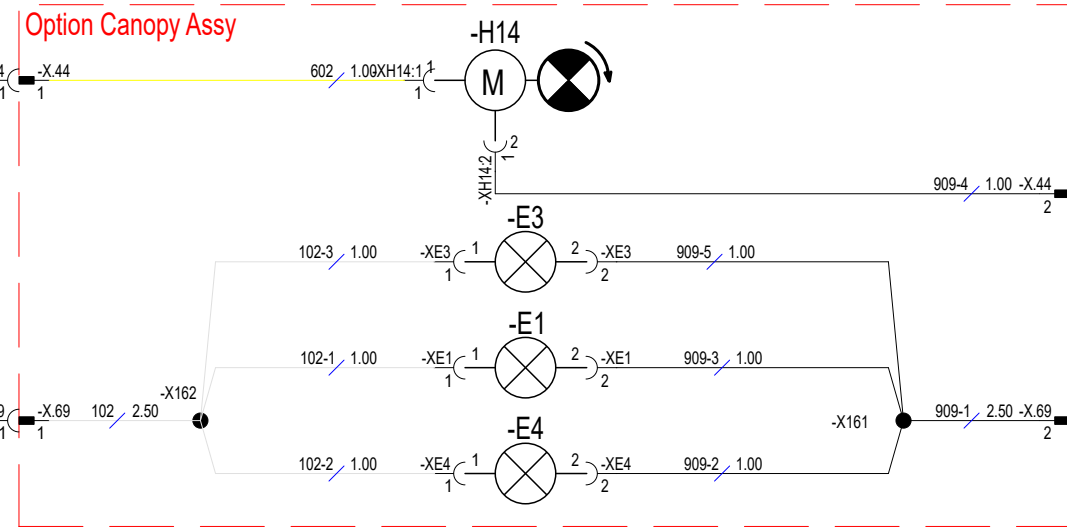 Option Canopy Assy
-H14
4 -X.44 602 1.00 -XH14:1 1
1 1 1
M
2
1
-XH14:2
909-4 1.00 -X.44
2
-E3
102-3 1.00 -XE3 1 2 -XE3 909-5 1.00
1 2
-E1
102-1 1.00 -XE1 1 2 -XE1 909-3 1.00
1 2
-X162
9 -X.69 102 2.50
1 1
-X161 909-1 2.50 -X.69
2
-E4
102-2 1.00 -XE4 1 2 -XE4 909-2 1.00
1 2